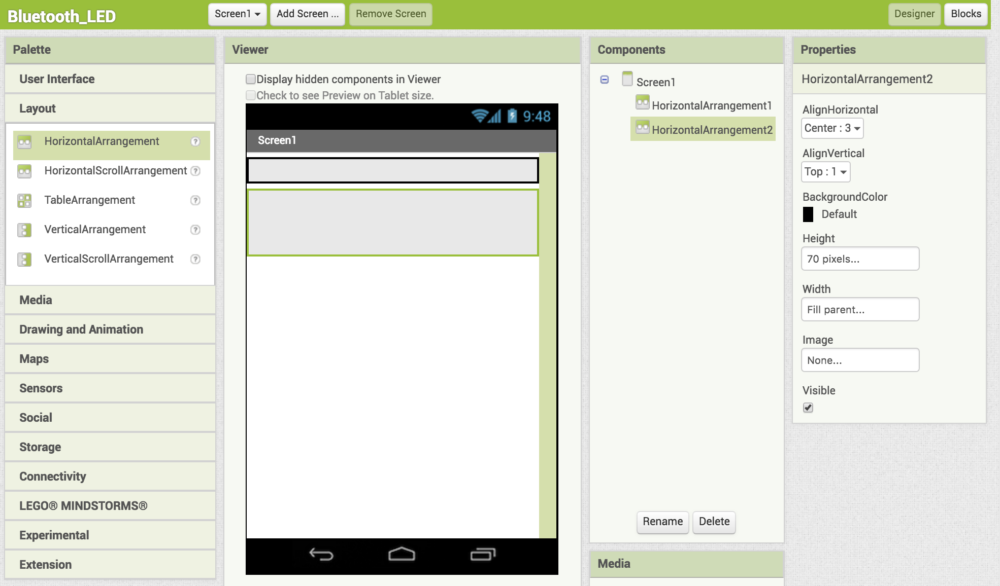 Bluetooth_LED
Screen1
Add Screen ...
Remove Screen
Designer
Blocks
Palette
User Interface
Layout
HorizontalArrangement
?
HorizontalScrollArrangement
?
TableArrangement
?
VerticalArrangement
?
VerticalScrollArrangement
?
Media
Drawing and Animation
Maps
Sensors
Social
Storage
Connectivity
LEGO® MINDSTORMS®
Experimental
Extension
Viewer
Display hidden components in Viewer
Check to see Preview on Tablet size.
9:48
Screen1
Components
Screen1
HorizontalArrangement1
HorizontalArrangement2
Rename
Delete
Media
Properties
HorizontalArrangement2
AlignHorizontal
Center : 3
AlignVertical
Top : 1
BackgroundColor
Default
Height
70 pixels...
Width
Fill parent...
Image
None...
Visible